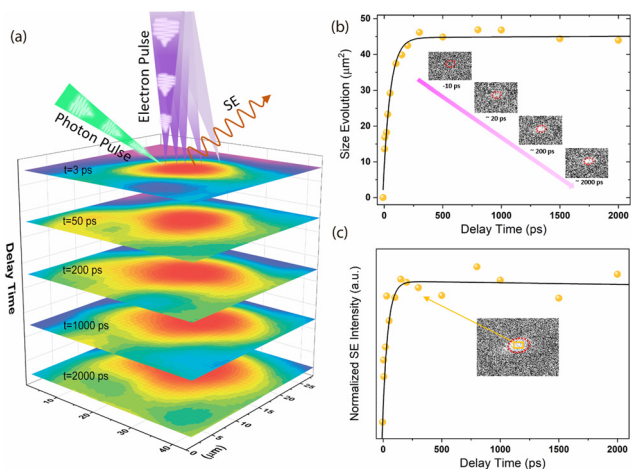 (a)
Electron Pulse
Photon Pulse
SE
t=3 ps
t=50 ps
t=200 ps
t=1000 ps
t=2000 ps
Delay Time
10
20
30
40
0
5
10
15
20
25
(μm)
(b)
50
40
30
20
10
0
Size Evolution (μm²)
-10 ps
~ 20 ps
~ 200 ps
~ 2000 ps
0
500
1000
1500
2000
Delay Time (ps)
(c)
Normalized SE Intensity (a.u.)
0
500
1000
1500
2000
Delay Time (ps)